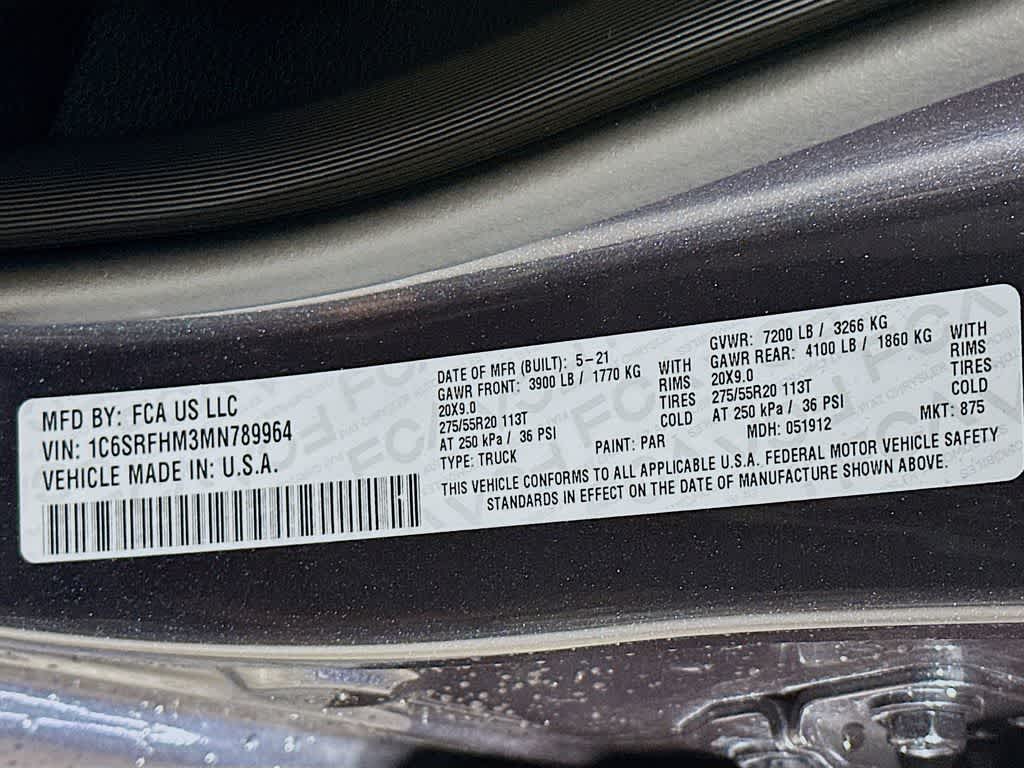 MFD BY: FCA US LLC
VIN: 1C6SRFHM3MN789964
VEHICLE MADE IN: U.S.A.
DATE OF MFR (BUILT): 5-21
GAWR FRONT: 3900 LB / 1770 KG WITH
20X9.0 RIMS
275/55R20 113T TIRES
AT 250 kPa / 36 PSI COLD
TYPE: TRUCK PAINT: PAR
GVWR: 7200 LB / 3266 KG
GAWR REAR: 4100 LB / 1860 KG WITH
20X9.0 RIMS
275/55R20 113T TIRES
AT 250 kPa / 36 PSI COLD
MDH: 051912 MKT: 875
THIS VEHICLE CONFORMS TO ALL APPLICABLE U.S.A. FEDERAL MOTOR VEHICLE SAFETY
STANDARDS IN EFFECT ON THE DATE OF MANUFACTURE SHOWN ABOVE.